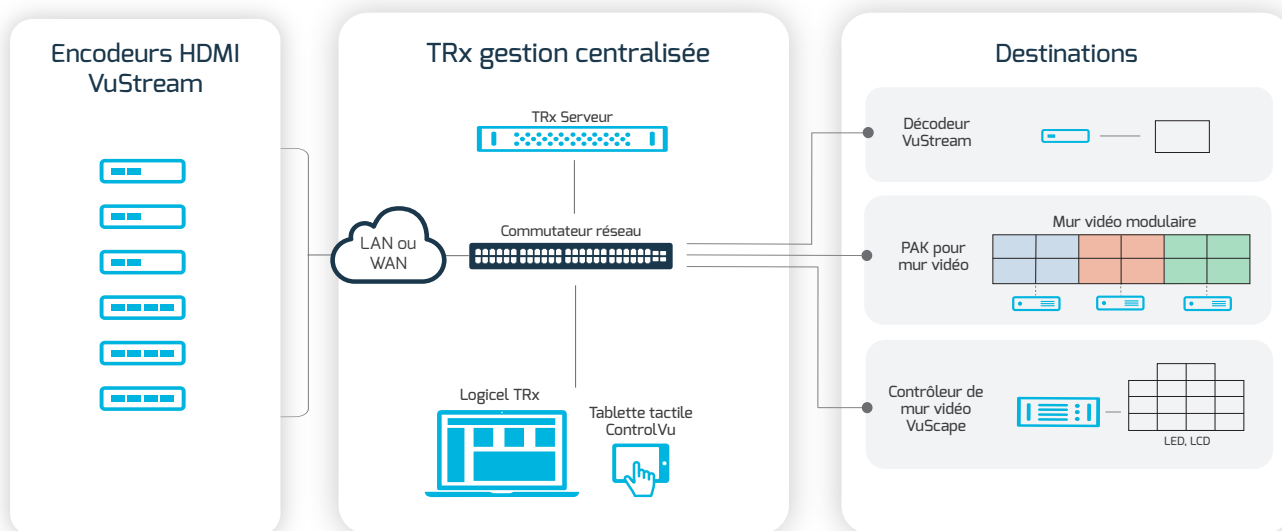 Encodeurs HDMI
VuStream
TRx gestion centralisée
TRx Serveur
LAN ou
WAN
Commutateur réseau
Logicel TRx
Tablette tactile
ControlVu
Destinations
Décodeur
VuStream
PAK pour
mur vidéo
Mur vidéo modulaire
Contrôleur de
mur vidéo
VuScape
LED, LCD